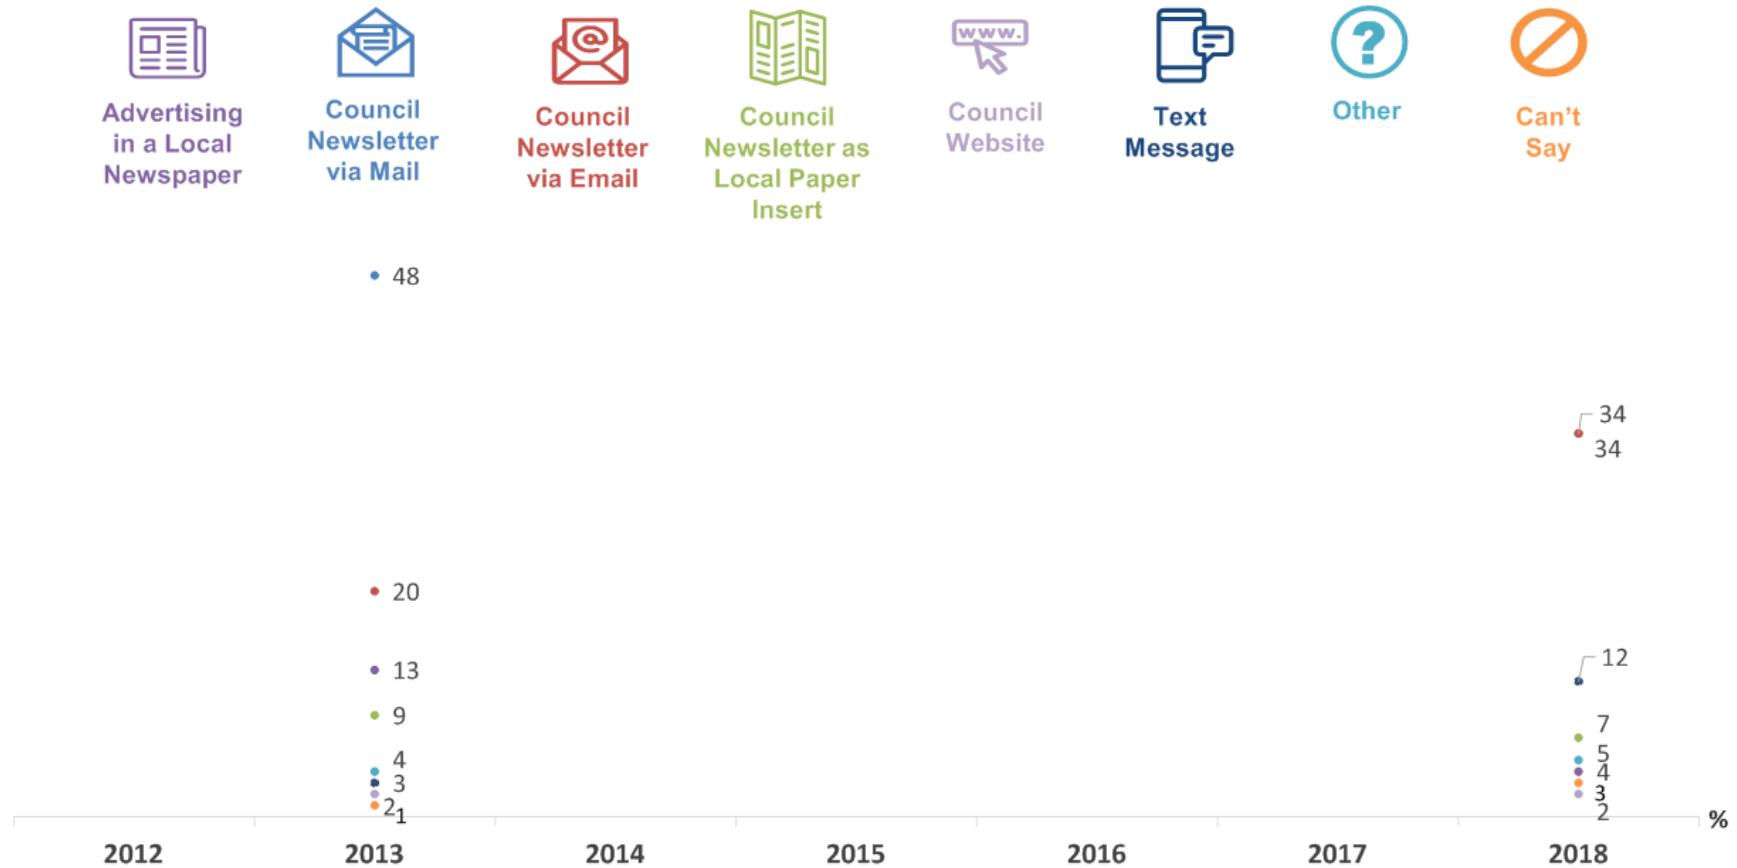 www.
@
?
Advertising
in a Local
Newspaper
Council
Newsletter
via Mail
Council
Newsletter
via Email
Council
Newsletter as
Local Paper
Insert
Council
Website
Text
Message
Other
Can't
Say
48
20
13
9
4
3
2
1
34
34
12
7
5
4
3
2
%
2012
2013
2014
2015
2016
2017
2018